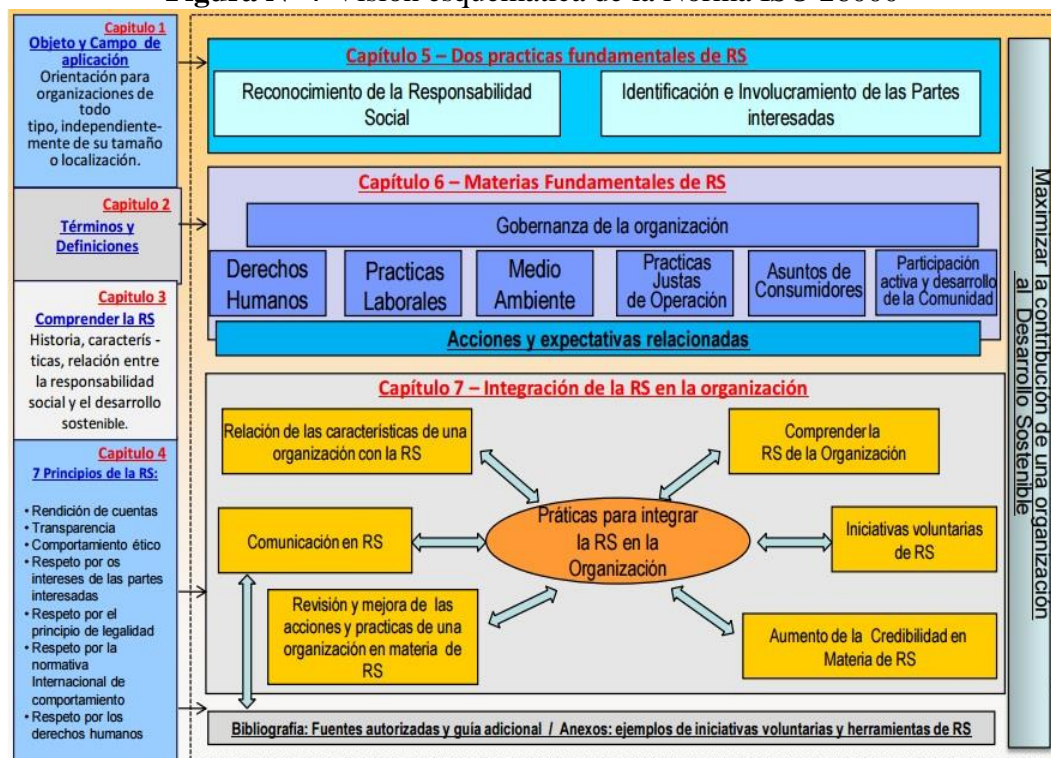 Capitulo 1
Objeto y Campo de
aplicación
Orientación para
organizaciones de
todo
tipo, independiente-
mente de su tamaño
o localización.
Capitulo 2
Términos y
Definiciones
Capitulo 3
Comprender la RS
Historia, caracterís -
ticas, relación entre
la responsabilidad
social y el desarrollo
sostenible.
Capitulo 4
7 Principios de la RS:
• Rendición de cuentas
• Transparencia
• Comportamiento ético
• Respeto por os
intereses de las partes
interesadas
• Respeto por el
principio de legalidad
• Respeto por la
normativa
Internacional de
comportamiento
• Respeto por los
derechos humanos
Capítulo 5 – Dos practicas fundamentales de RS
Reconocimiento de la Responsabilidad
Social
Identificación e Involucramiento de las Partes
interesadas
Capítulo 6 – Materias Fundamentales de RS
Gobernanza de la organización
Derechos
Humanos
Practicas
Laborales
Medio
Ambiente
Practicas
Justas
de Operación
Asuntos de
Consumidores
Participación
activa y desarrollo
de la Comunidad
Acciones y expectativas relacionadas
Capítulo 7 – Integración de la RS en la organización
Relación de las características de una
organización con la RS
Comprender la
RS de la Organización
Comunicación en RS
Práticas para integrar
la RS en la
Organización
Iniciativas voluntarias
de RS
Revisión y mejora de las
acciones y practicas de una
organización en materia de
RS
Aumento de la Credibilidad en
Materia de RS
Bibliografia: Fuentes autorizadas y guía adicional / Anexos: ejemplos de iniciativas voluntarias y herramientas de RS
Maximizar la contribución de una organización
al Desarrollo Sostenible